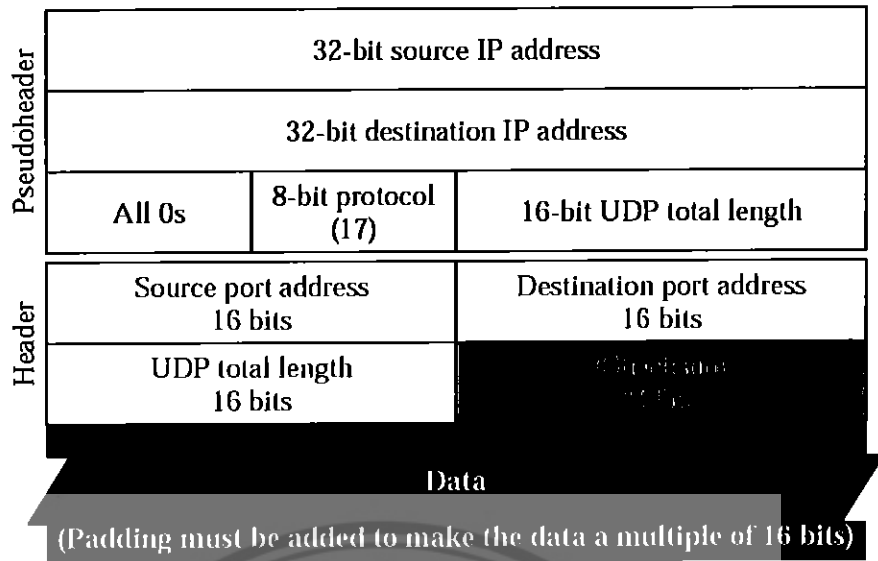 Pseudoheader
32-bit source IP address
32-bit destination IP address
All 0s
8-bit protocol
(17)
16-bit UDP total length
Header
Source port address
16 bits
Destination port address
16 bits
UDP total length
16 bits
Data
(Padding must be added to make the data a multiple of 16 bits)